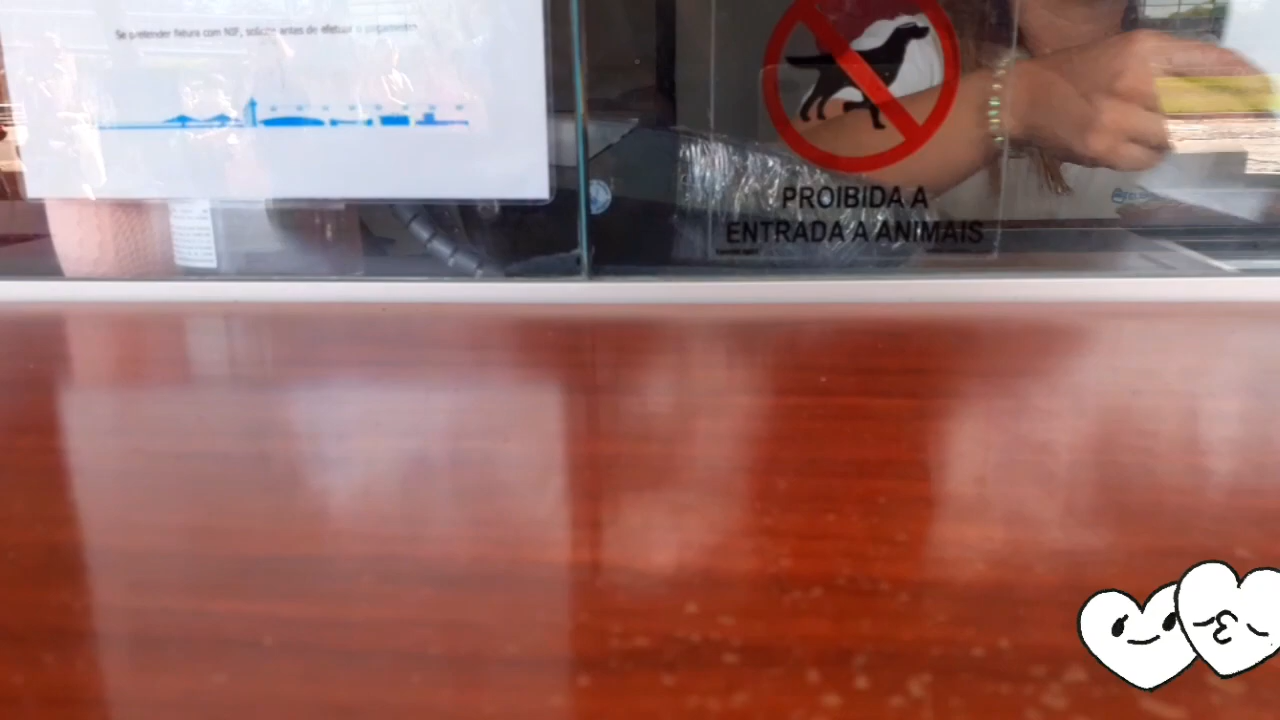 Se pretender fatura com NIF, solicite antes de efetuar o pagamento.
PROIBIDA A
ENTRADA A ANIMAIS